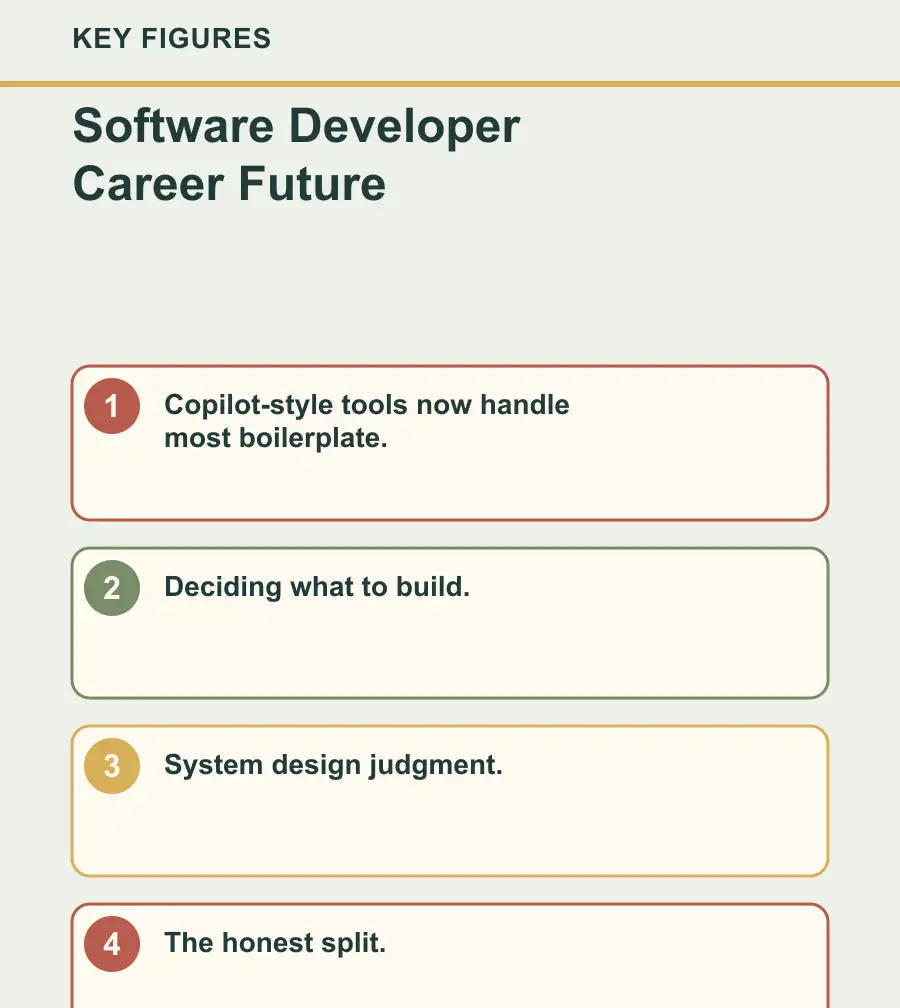 KEY FIGURES
Software Developer
Career Future
1
Copilot-style tools now handle
most boilerplate.
2
Deciding what to build.
3
System design judgment.
4
The honest split.